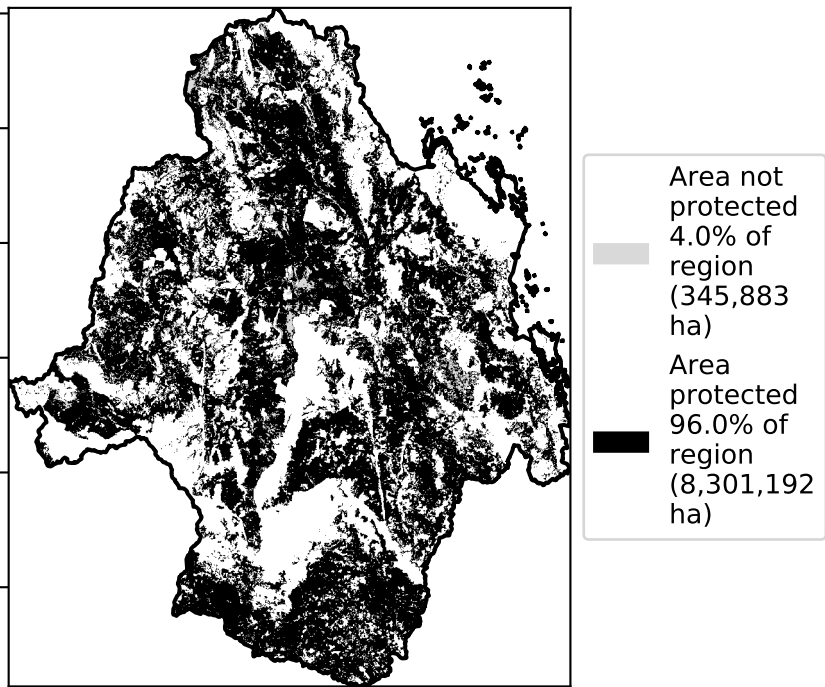 Area not
protected
4.0% of
region
(345,883
ha)
Area
protected
96.0% of
region
(8,301,192
ha)